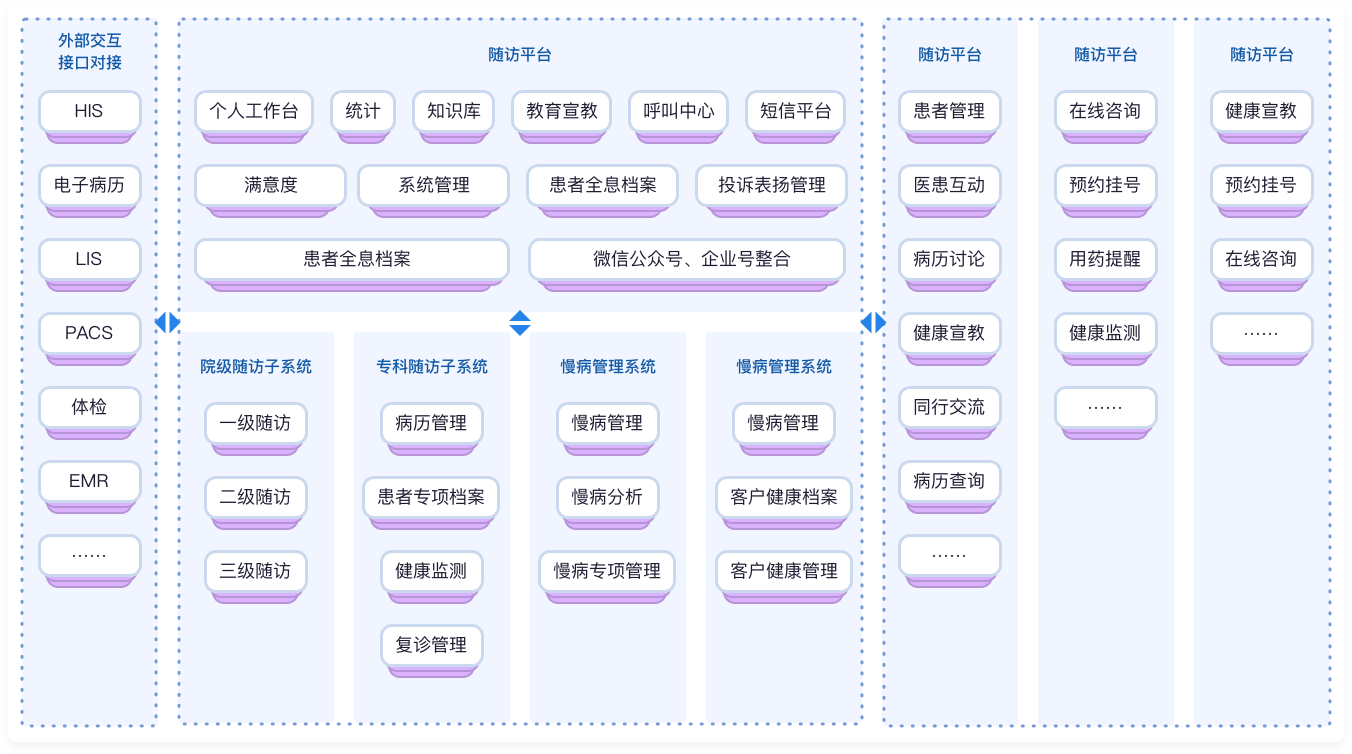 外部交互
接口对接
HIS
电子病历
LIS
PACS
体检
EMR
……
随访平台
个人工作台 统计 知识库 教育宣教 呼叫中心 短信平台
满意度 系统管理 患者全息档案 投诉表扬管理
患者全息档案 微信公众号、企业号整合
院级随访子系统
一级随访
二级随访
三级随访
专科随访子系统
病历管理
患者专项档案
健康监测
复诊管理
慢病管理系统
慢病管理
慢病分析
慢病专项管理
慢病管理系统
慢病管理
客户健康档案
客户健康管理
随访平台
患者管理
医患互动
病历讨论
健康宣教
同行交流
病历查询
……
随访平台
在线咨询
预约挂号
用药提醒
健康监测
……
随访平台
健康宣教
预约挂号
在线咨询
……